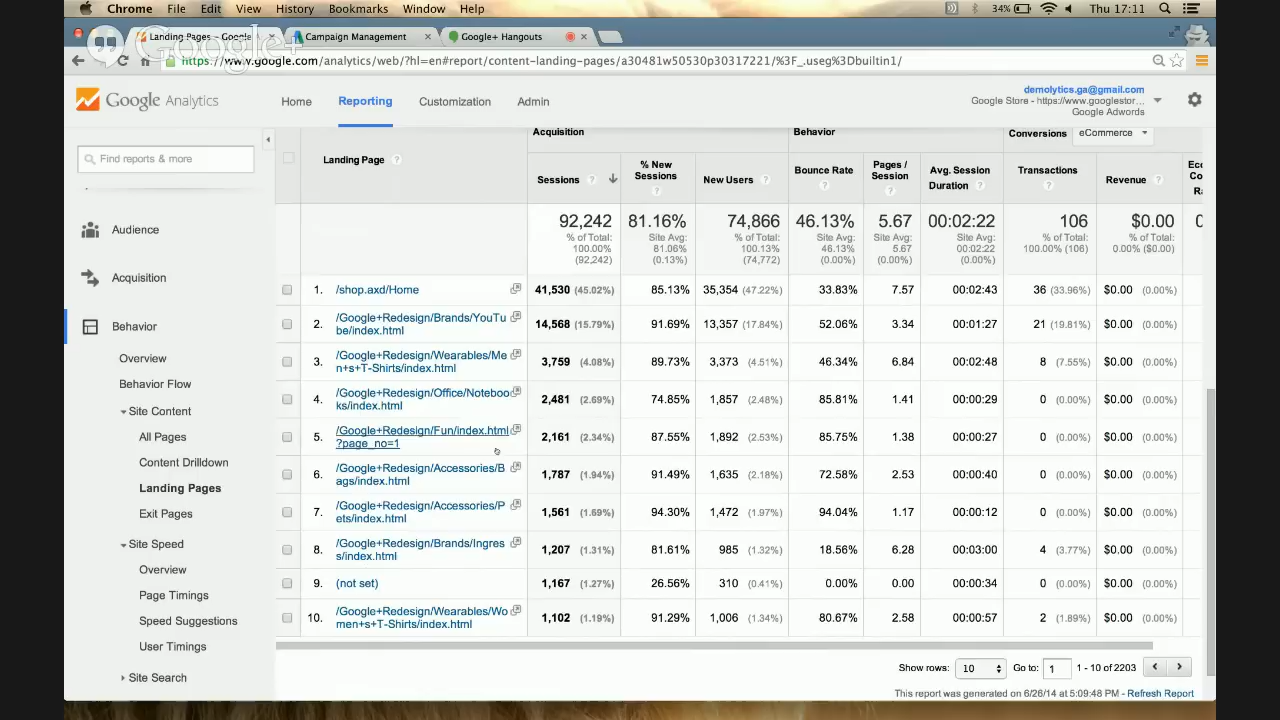 Chrome File Edit View History Bookmarks Window Help 34% Thu 17:11
Google+
Landing Pages – Google Campaign Management Google+ Hangouts
https://www.google.com/analytics/web/?hl=en#report/content-landing-pages/a30481w50530p30317221/%3F_.useg%3Dbuiltin1/
Google Analytics Home Reporting Customization Admin
demolytics.ga@gmail.com
Google Store - https://www.googlestor...
Google Adwords
Find reports & more
Audience
Acquisition
Behavior
Overview
Behavior Flow
Site Content
All Pages
Content Drilldown
Landing Pages
Exit Pages
Site Speed
Overview
Page Timings
Speed Suggestions
User Timings
Site Search
Acquisition Behavior Conversions eCommerce
Landing Page ? Sessions ? % New Sessions ? New Users ? Bounce Rate ? Pages / Session ? Avg. Session Duration ? Transactions ? Revenue ?
92,242 81.16% 74,866 46.13% 5.67 00:02:22 106 $0.00
% of Total: Site Avg: % of Total: Site Avg: Site Avg: Site Avg: % of Total: % of Total:
100.00% 81.06% 100.13% 46.13% 5.67 00:02:22 100.00% (106) 0.00% ($0.00)
(92,242) (0.13%) (74,772) (0.00%) (0.00%) (0.00%)
1. /shop.axd/Home 41,530 (45.02%) 85.13% 35,354 (47.22%) 33.83% 7.57 00:02:43 36 (33.96%) $0.00 (0.00%)
2. /Google+Redesign/Brands/YouTu
be/index.html 14,568 (15.79%) 91.69% 13,357 (17.84%) 52.06% 3.34 00:01:27 21 (19.81%) $0.00 (0.00%)
3. /Google+Redesign/Wearables/Me
n+s+T-Shirts/index.html 3,759 (4.08%) 89.73% 3,373 (4.51%) 46.34% 6.84 00:02:48 8 (7.55%) $0.00 (0.00%)
4. /Google+Redesign/Office/Noteboo
ks/index.html 2,481 (2.69%) 74.85% 1,857 (2.48%) 85.81% 1.41 00:00:29 0 (0.00%) $0.00 (0.00%)
5. /Google+Redesign/Fun/index.html
?page_no=1 2,161 (2.34%) 87.55% 1,892 (2.53%) 85.75% 1.38 00:00:27 0 (0.00%) $0.00 (0.00%)
6. /Google+Redesign/Accessories/B
ags/index.html 1,787 (1.94%) 91.49% 1,635 (2.18%) 72.58% 2.53 00:00:40 0 (0.00%) $0.00 (0.00%)
7. /Google+Redesign/Accessories/P
ets/index.html 1,561 (1.69%) 94.30% 1,472 (1.97%) 94.04% 1.17 00:00:12 0 (0.00%) $0.00 (0.00%)
8. /Google+Redesign/Brands/Ingres
s/index.html 1,207 (1.31%) 81.61% 985 (1.32%) 18.56% 6.28 00:03:00 4 (3.77%) $0.00 (0.00%)
9. (not set) 1,167 (1.27%) 26.56% 310 (0.41%) 0.00% 0.00 00:00:34 0 (0.00%) $0.00 (0.00%)
10. /Google+Redesign/Wearables/Wo
men+s+T-Shirts/index.html 1,102 (1.19%) 91.29% 1,006 (1.34%) 80.67% 2.58 00:00:57 2 (1.89%) $0.00 (0.00%)
Show rows: 10 Go to: 1 1 - 10 of 2203
This report was generated on 6/26/14 at 5:09:48 PM - Refresh Report